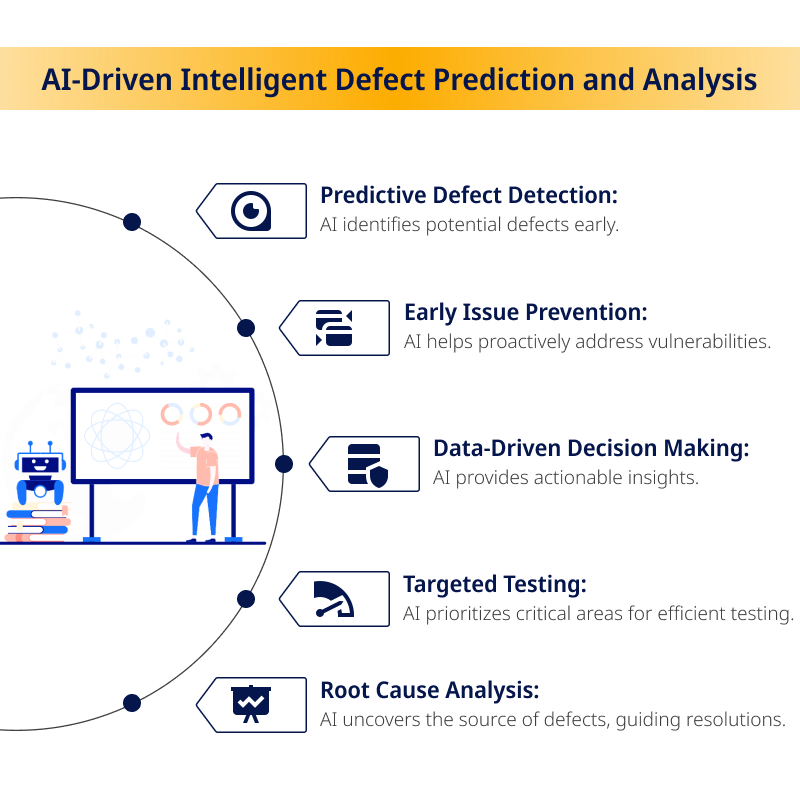 AI-Driven Intelligent Defect Prediction and Analysis
Predictive Defect Detection:
AI identifies potential defects early.
Early Issue Prevention:
AI helps proactively address vulnerabilities.
Data-Driven Decision Making:
AI provides actionable insights.
Targeted Testing:
AI prioritizes critical areas for efficient testing.
Root Cause Analysis:
AI uncovers the source of defects, guiding resolutions.